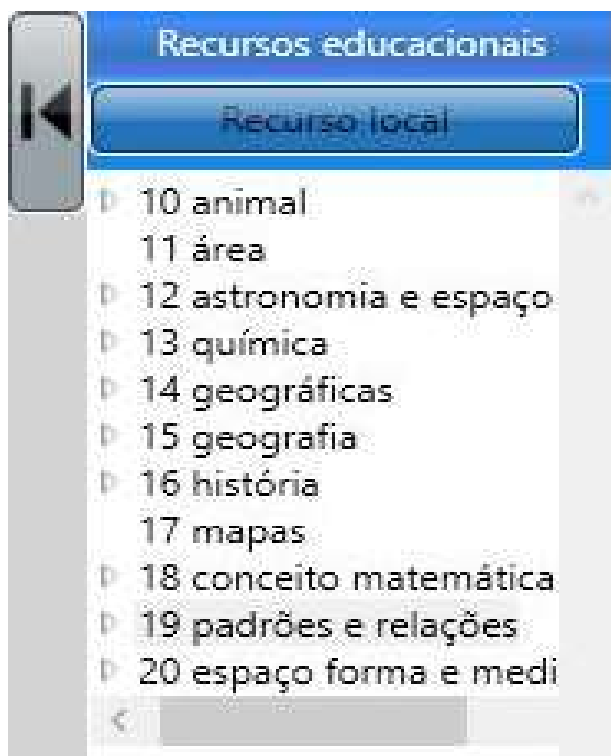 Recursos educacionais
Recurso local
10 animal
11 área
12 astronomia e espaço
13 química
14 geográficas
15 geografia
16 história
17 mapas
18 conceito matemática
19 padrões e relações
20 espaço forma e medi